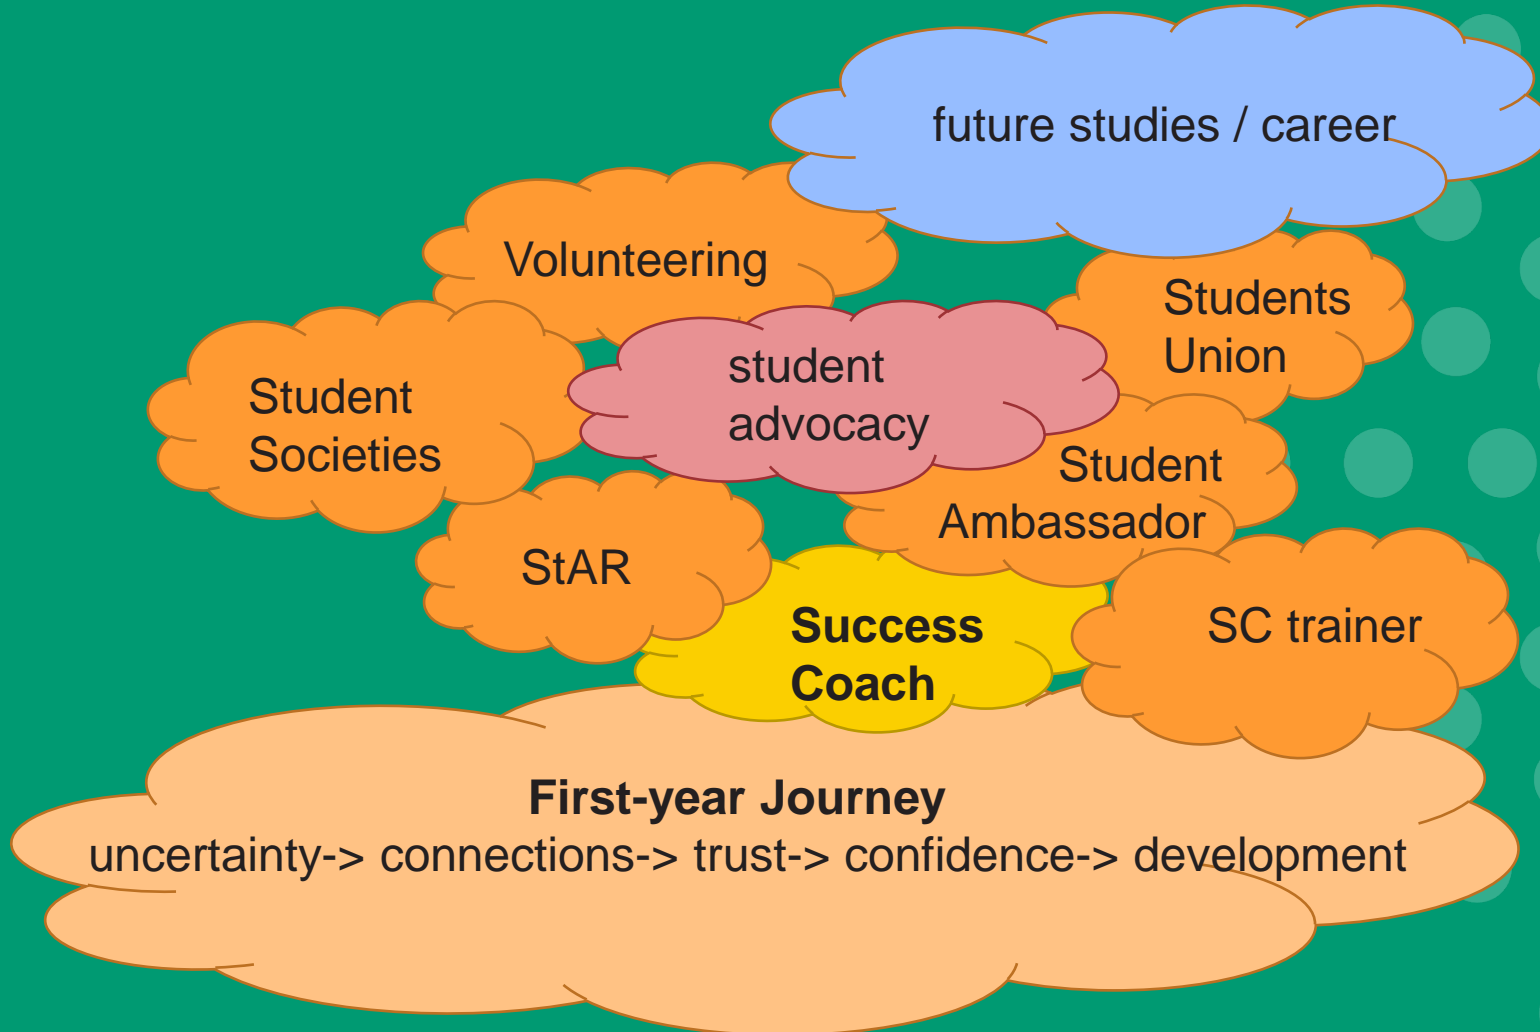 future studies / career
Volunteering
Students
Union
student
advocacy
Student
Societies
Student
Ambassador
StAR
Success
Coach
SC trainer
First-year Journey
uncertainty-> connections-> trust-> confidence-> development